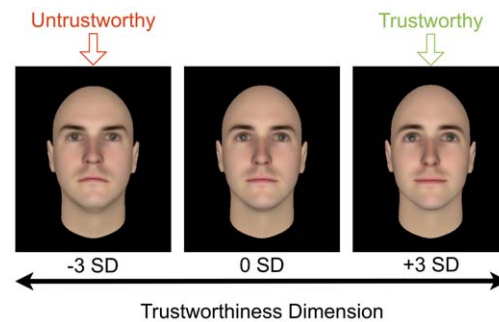 Untrustworthy
Trustworthy
-3 SD
0 SD
+3 SD
Trustworthiness Dimension